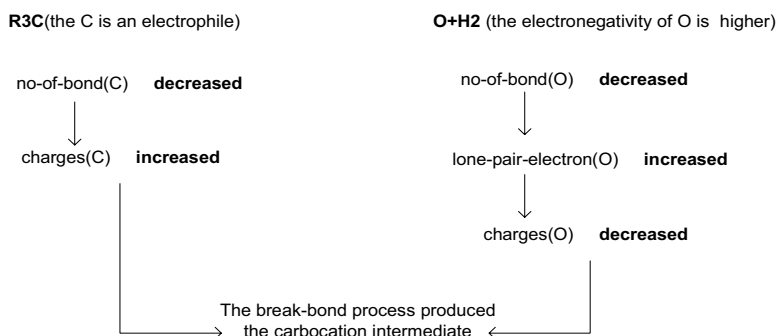 R3C(the C is an electrophile)
O+H2 (the electronegativity of O is higher)
no-of-bond(C) decreased
no-of-bond(O) decreased
charges(C) increased
lone-pair-electron(O) increased
charges(O) decreased
The break-bond process produced
the carbocation intermediate